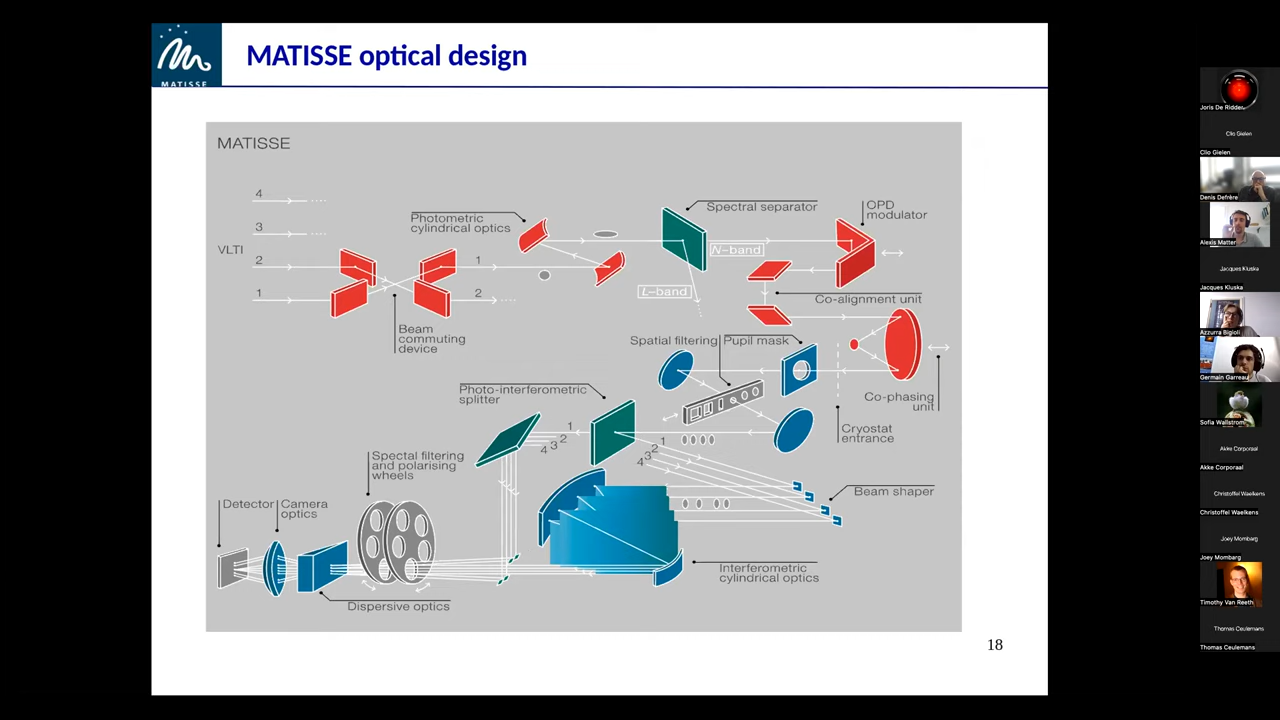 MATISSE
MATISSE optical design
MATISSE
4
3
VLTI
2
1
1
2
Beam
commuting
device
Photometric
cylindrical optics
Spectral separator
N-band
L-band
OPD
modulator
Co-alignment unit
Co-phasing
unit
Cryostat
entrance
Spatial filtering
Pupil mask
Photo-interferometric
splitter
1
2
3
4
1
2
3
4
Beam shaper
Spectal filtering
and polarising
wheels
Detector
Camera
optics
Dispersive optics
Interferometric
cylindrical optics
18
Joris De Ridder
Clio Gielen
Clio Gielen
Denis Defrère
Alexis Matter
Jacques Kluska
Jacques Kluska
Azzurra Bigioli
Germain Garreau
Sofia Wallstrom
Akke Corporaal
Akke Corporaal
Christoffel Waelkens
Christoffel Waelkens
Joey Mombarg
Joey Mombarg
Timothy Van Reeth
Thomas Ceulemans
Thomas Ceulemans